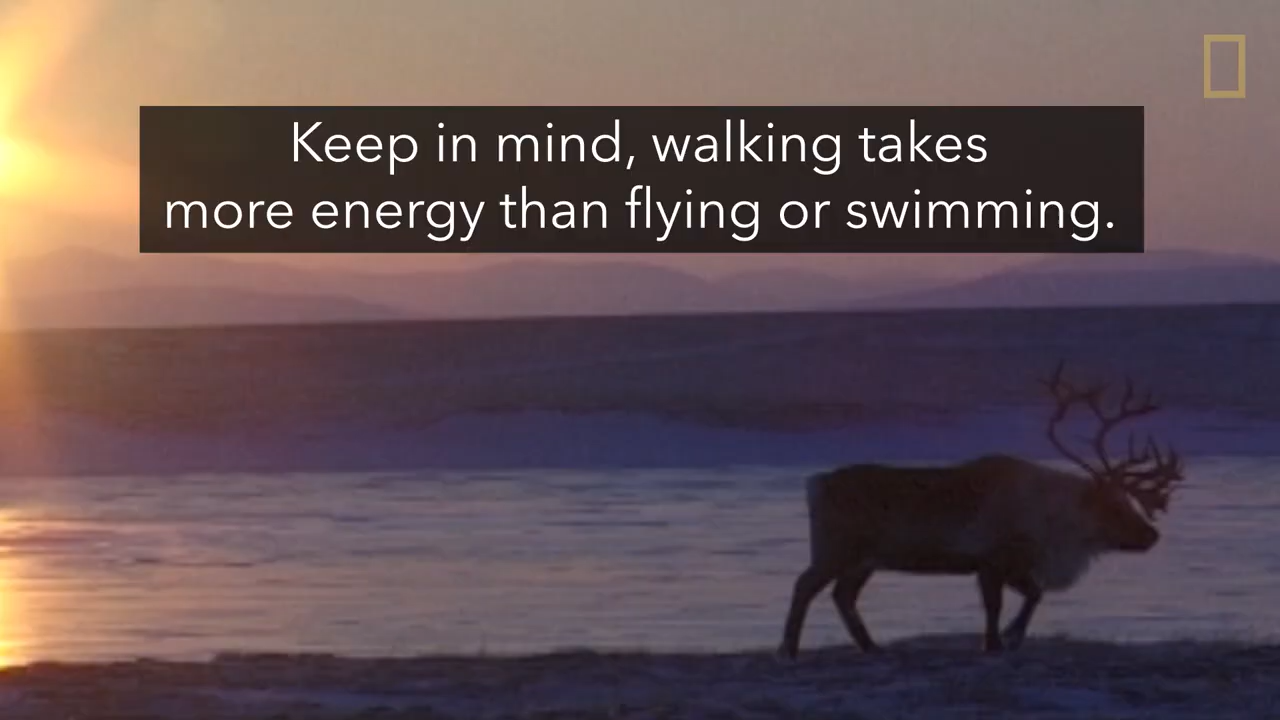 Keep in mind, walking takes
more energy than flying or swimming.